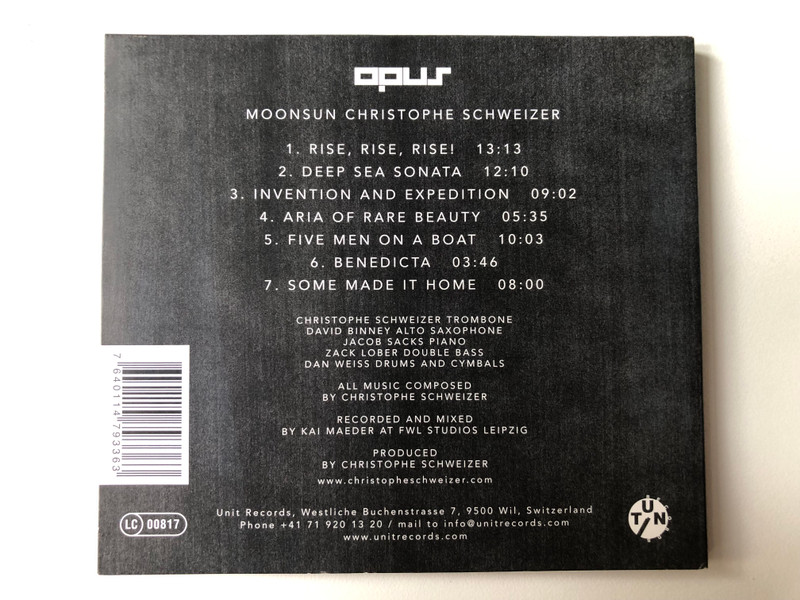 opus
MOONSUN CHRISTOPHE SCHWEIZER
1. RISE, RISE, RISE! 13:13
2. DEEP SEA SONATA 12:10
3. INVENTION AND EXPEDITION 09:02
4. ARIA OF RARE BEAUTY 05:35
5. FIVE MEN ON A BOAT 10:03
6. BENEDICTA 03:46
7. SOME MADE IT HOME 08:00
CHRISTOPHE SCHWEIZER TROMBONE
DAVID BINNEY ALTO SAXOPHONE
JACOB SACKS PIANO
ZACK LOBER DOUBLE BASS
DAN WEISS DRUMS AND CYMBALS
ALL MUSIC COMPOSED
BY CHRISTOPHE SCHWEIZER
RECORDED AND MIXED
BY KAI MAEDER AT FWL STUDIOS LEIPZIG
PRODUCED
BY CHRISTOPHE SCHWEIZER
www.christopheschweizer.com
7 640114 793363
LC 00817
Unit Records, Westliche Buchenstrasse 7, 9500 Wil, Switzerland
Phone +41 71 920 13 20 / mail to info@unitrecords.com
www.unitrecords.com
UNIT